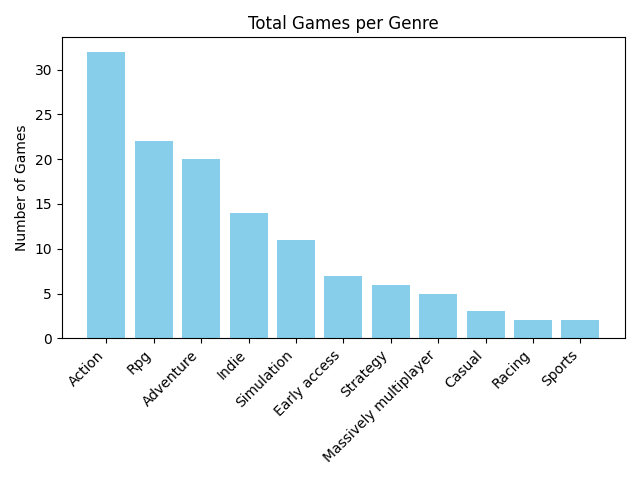 Total Games per Genre
Number of Games
30
25
20
15
10
5
0
Action
Rpg
Adventure
Indie
Simulation
Early access
Strategy
Massively multiplayer
Casual
Racing
Sports